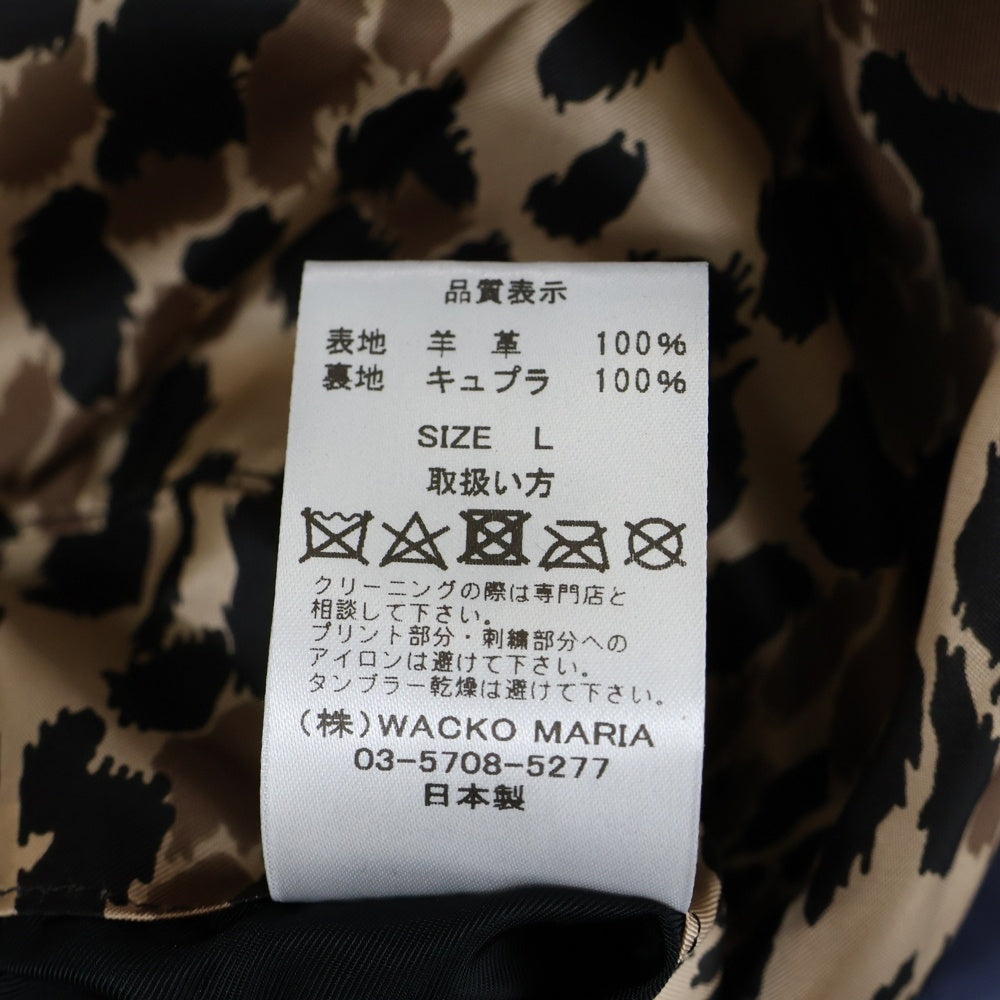 品質表示
表地 羊 革 100%
裏地 キュプラ 100%
SIZE L
取扱い方
クリーニングの際は専門店と
相談して下さい。
プリント部分・刺繍部分への
アイロンは避けて下さい。
タンブラー乾燥は避けて下さい。
(株)WACKO MARIA
03-5708-5277
日本製